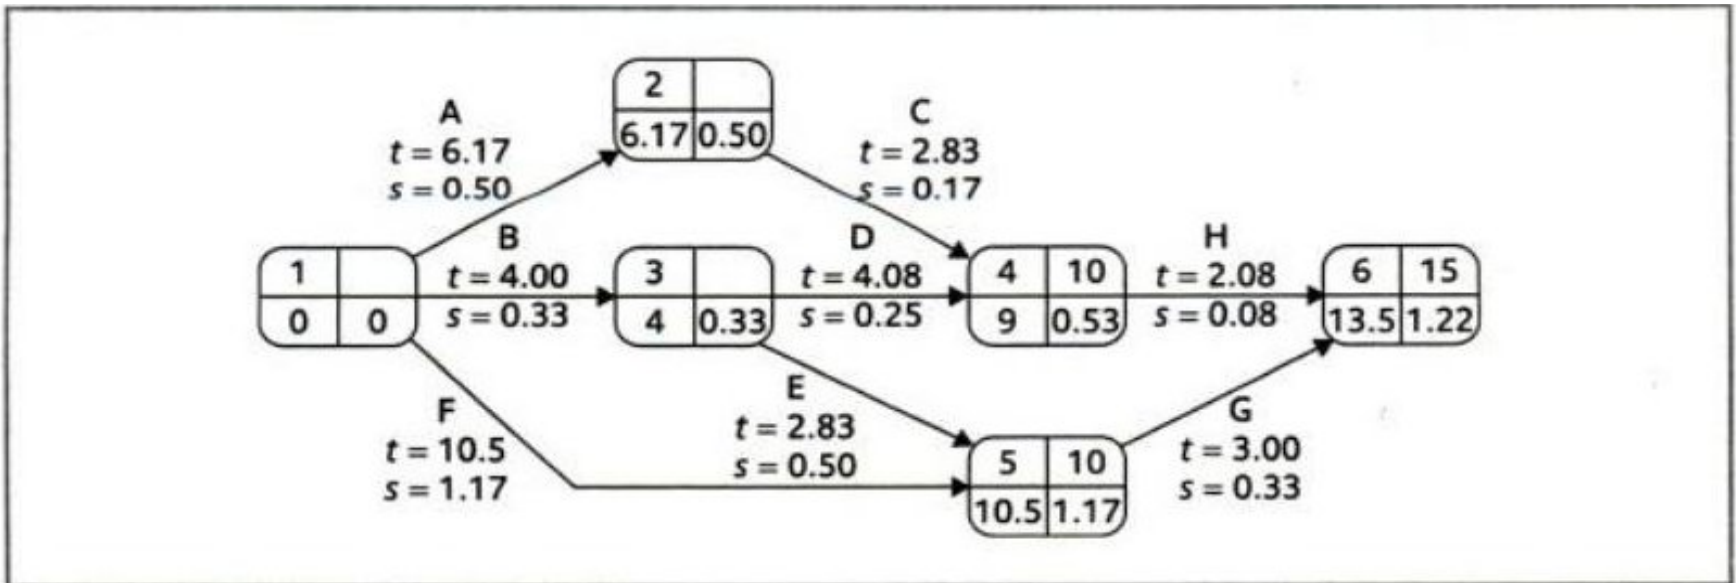 2
6.17 0.50
A
t = 6.17
s = 0.50
C
t = 2.83
s = 0.17
1
0 0
B
t = 4.00
s = 0.33
3
4 0.33
D
t = 4.08
s = 0.25
4 10
9 0.53
H
t = 2.08
s = 0.08
6 15
13.5 1.22
F
t = 10.5
s = 1.17
E
t = 2.83
s = 0.50
5 10
10.5 1.17
G
t = 3.00
s = 0.33